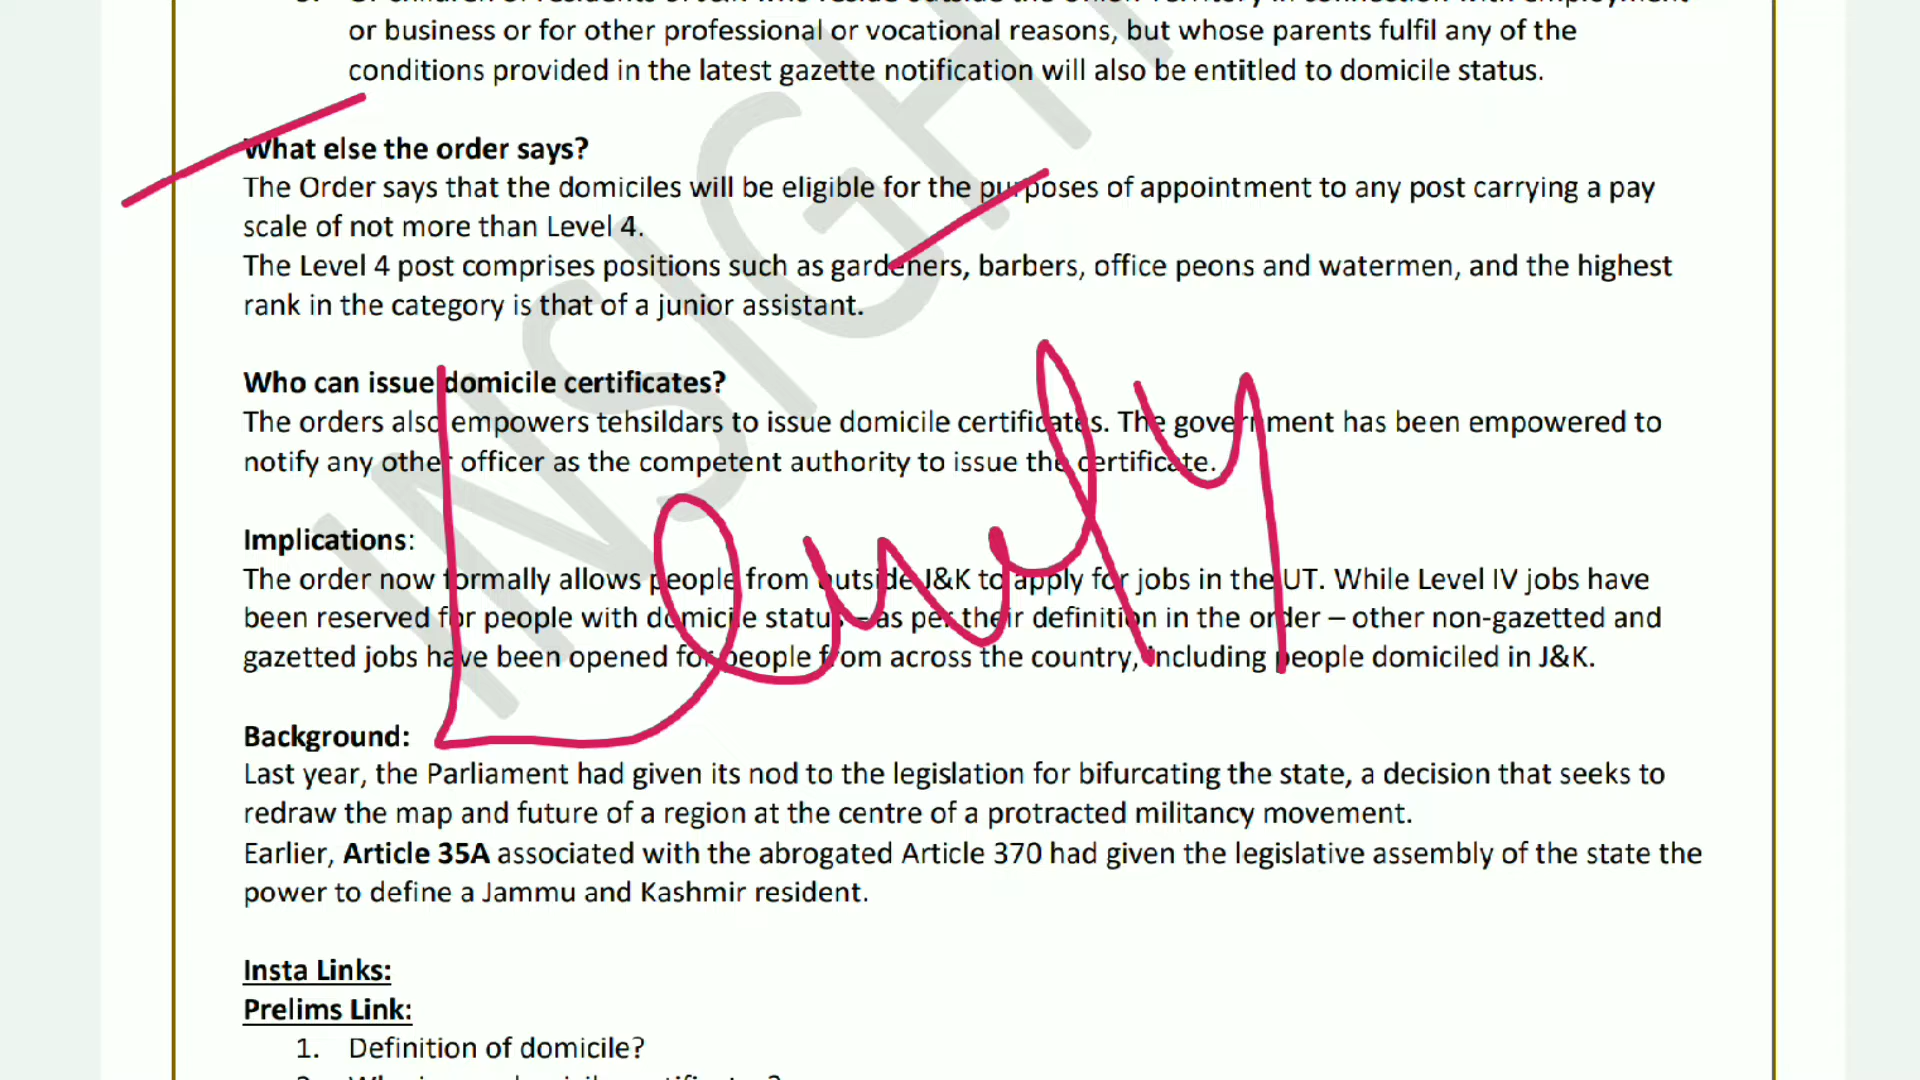 or business or for other professional or vocational reasons, but whose parents fulfil any of the
conditions provided in the latest gazette notification will also be entitled to domicile status.
What else the order says?
The Order says that the domiciles will be eligible for the purposes of appointment to any post carrying a pay
scale of not more than Level 4.
The Level 4 post comprises positions such as gardeners, barbers, office peons and watermen, and the highest
rank in the category is that of a junior assistant.
Who can issue domicile certificates?
The orders also empowers tehsildars to issue domicile certificates. The government has been empowered to
notify any other officer as the competent authority to issue the certificate.
Implications:
The order now formally allows people from outside J&K to apply for jobs in the UT. While Level IV jobs have
been reserved for people with domicile status – as per their definition in the order – other non-gazetted and
gazetted jobs have been opened for people from across the country, including people domiciled in J&K.
Background:
Last year, the Parliament had given its nod to the legislation for bifurcating the state, a decision that seeks to
redraw the map and future of a region at the centre of a protracted militancy movement.
Earlier, Article 35A associated with the abrogated Article 370 had given the legislative assembly of the state the
power to define a Jammu and Kashmir resident.
Insta Links:
Prelims Link:
1. Definition of domicile?
INSIGHT